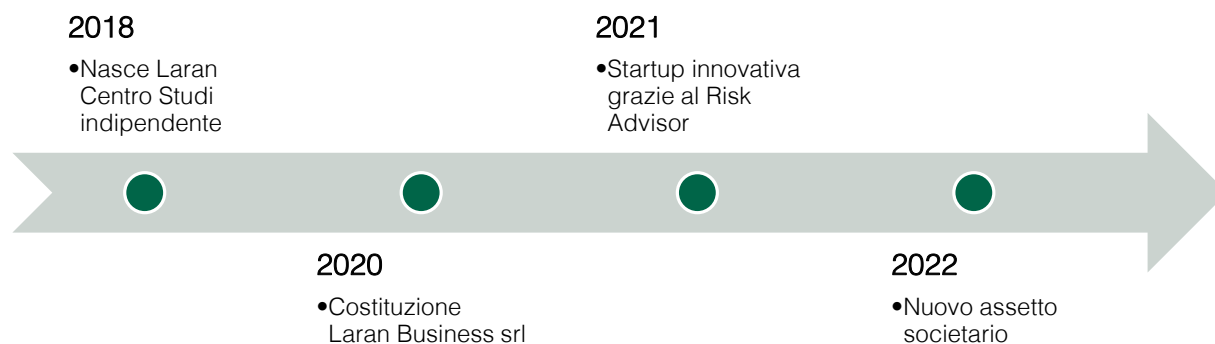 2018
•Nasce Laran
Centro Studi
indipendente
2020
•Costituzione
Laran Business srl
2021
•Startup innovativa
grazie al Risk
Advisor
2022
•Nuovo assetto
societario